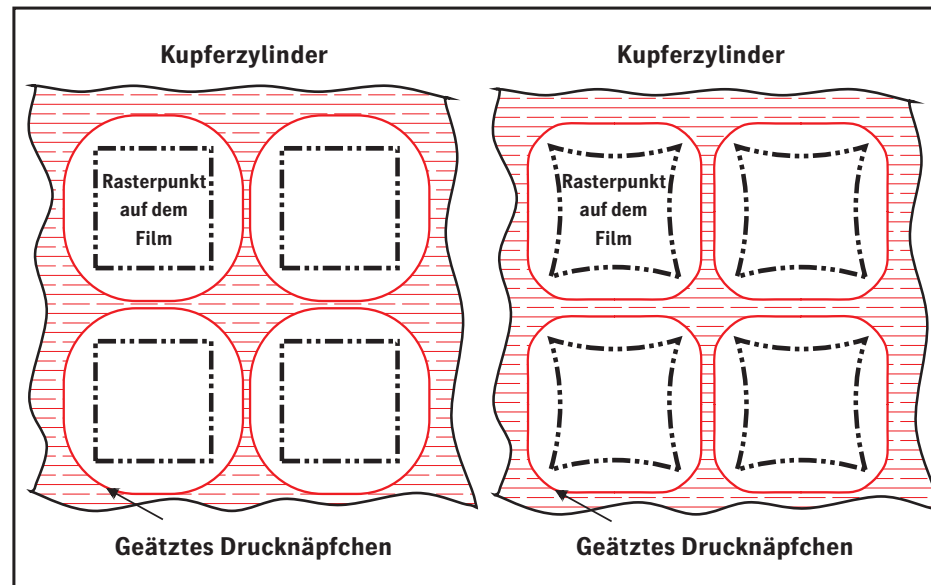 Kupferzylinder
Rasterpunkt
auf dem
Film
Geätztes Drucknäpfchen
Kupferzylinder
Rasterpunkt
auf dem
Film
Geätztes Drucknäpfchen